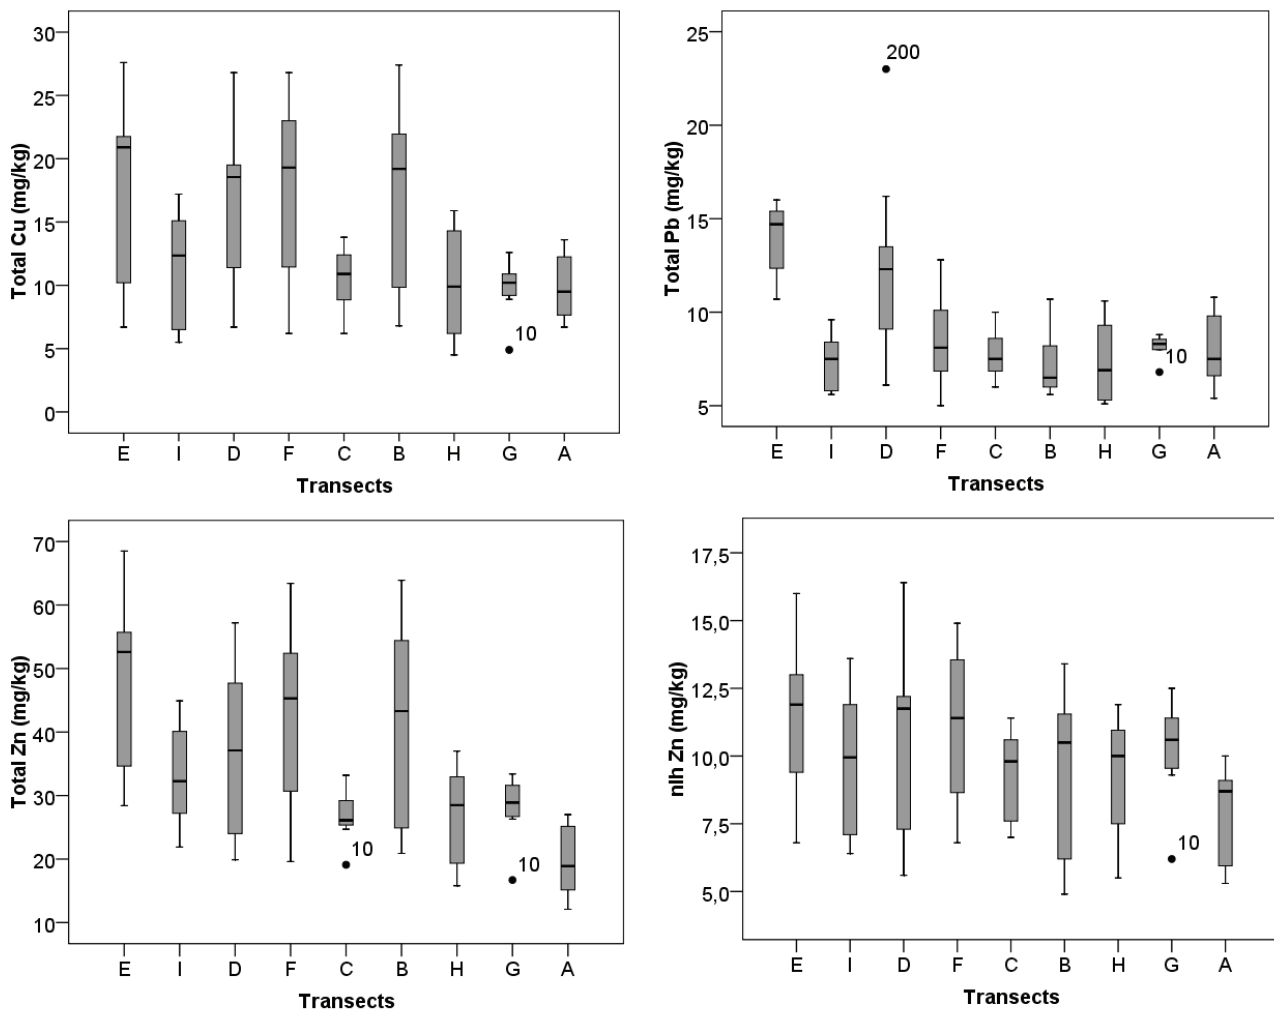 Total Cu (mg/kg)
30
25
20
15
10
5
0
10
E I D F C B H G A
Transects
Total Pb (mg/kg)
25
20
15
10
5
200
10
E I D F C B H G A
Transects
Total Zn (mg/kg)
70
60
50
40
30
20
10
10
10
E I D F C B H G A
Transects
nlh Zn (mg/kg)
17,5
15,0
12,5
10,0
7,5
5,0
10
E I D F C B H G A
Transects